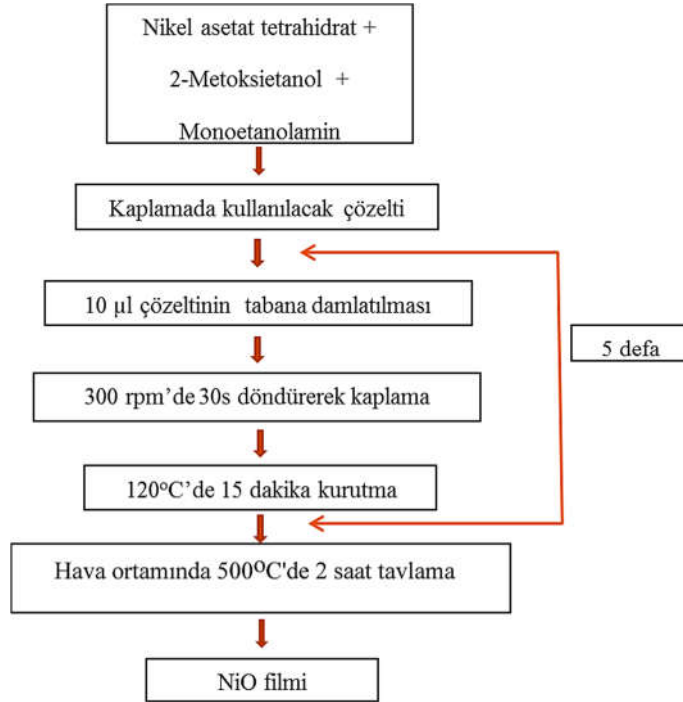 Nikel asetat tetrahidrat +
2-Metoksietanol +
Monoetanolamin
Kaplamada kullanılacak çözelti
10 µl çözeltinin tabana damlatılması
5 defa
300 rpm’de 30s döndürerek kaplama
120°C’de 15 dakika kurutma
Hava ortamında 500°C'de 2 saat tavlama
NiO filmi